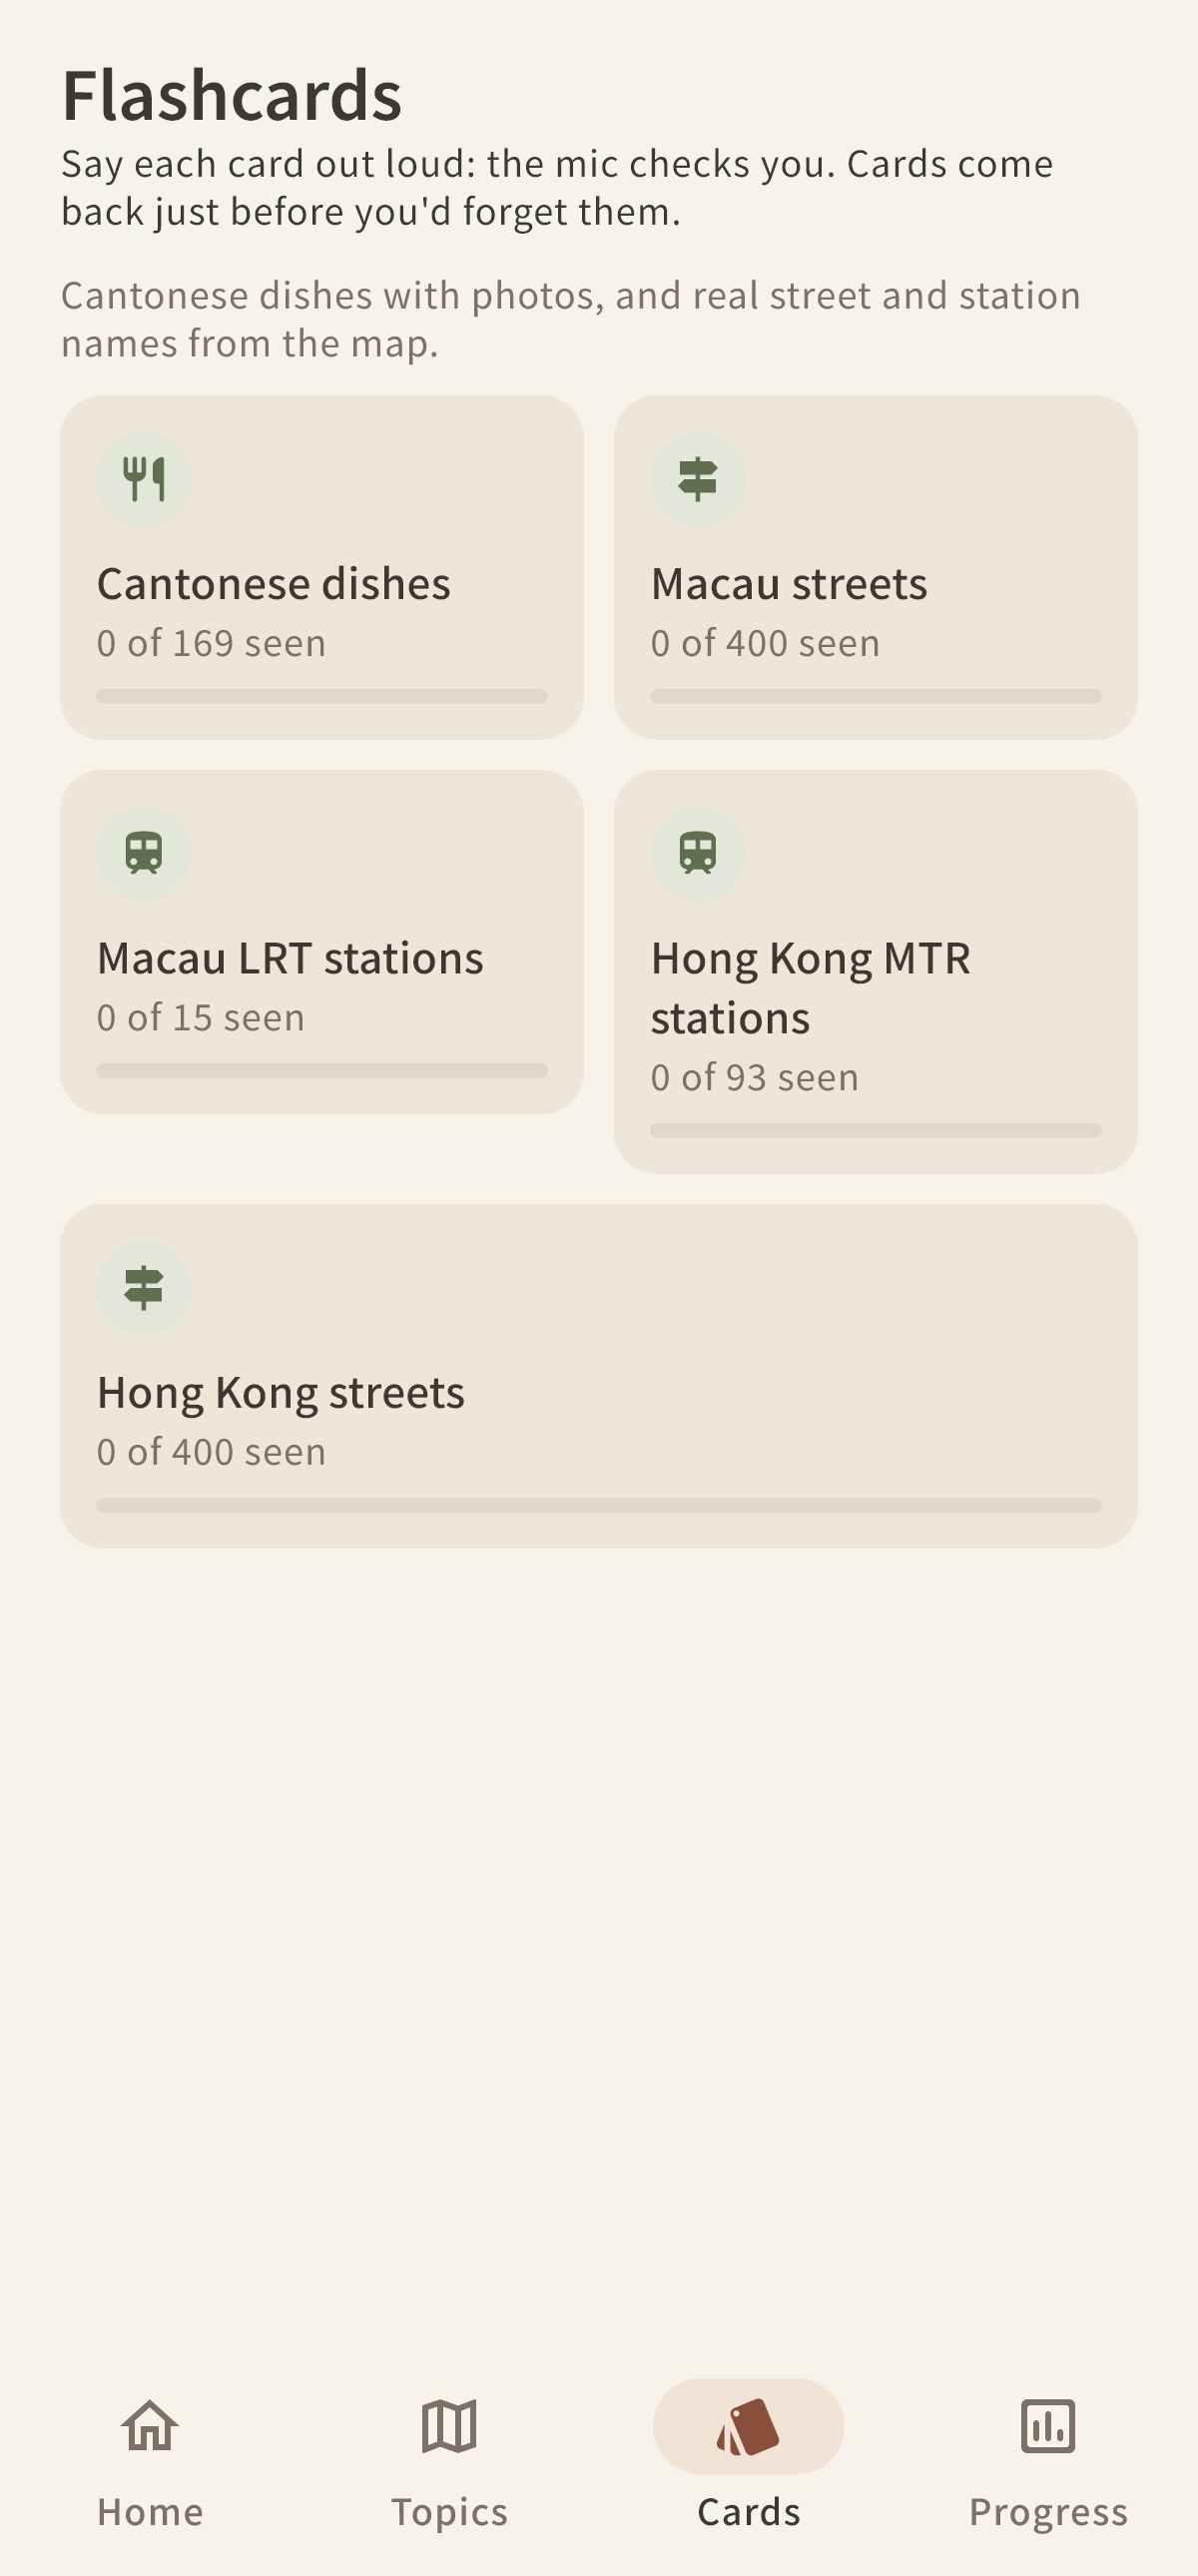 Flashcards
Say each card out loud: the mic checks you. Cards come
back just before you'd forget them.
Cantonese dishes with photos, and real street and station
names from the map.
Cantonese dishes
0 of 169 seen
Macau streets
0 of 400 seen
Macau LRT stations
0 of 15 seen
Hong Kong MTR
stations
0 of 93 seen
Hong Kong streets
0 of 400 seen
Home
Topics
Cards
Progress